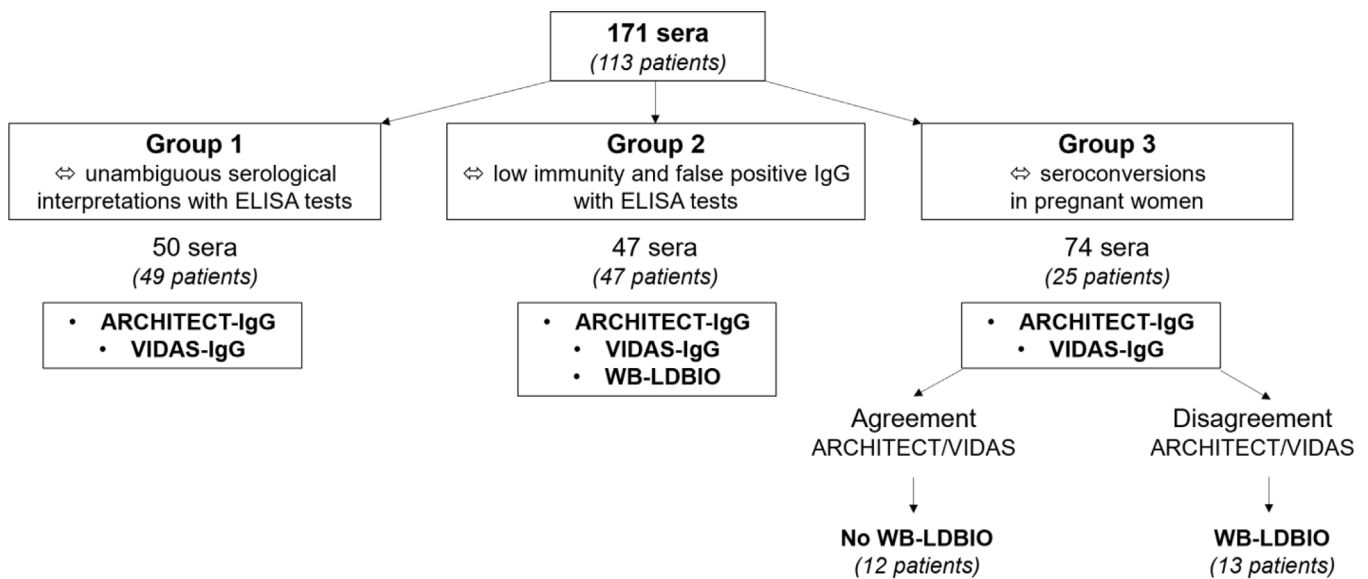 171 sera
(113 patients)
Group 1
⇔ unambiguous serological
interpretations with ELISA tests
50 sera
(49 patients)
• ARCHITECT-IgG
• VIDAS-IgG
Group 2
⇔ low immunity and false positive IgG
with ELISA tests
47 sera
(47 patients)
• ARCHITECT-IgG
• VIDAS-IgG
• WB-LDBIO
Group 3
⇔ seroconversions
in pregnant women
74 sera
(25 patients)
• ARCHITECT-IgG
• VIDAS-IgG
Agreement
ARCHITECT/VIDAS
No WB-LDBIO
(12 patients)
Disagreement
ARCHITECT/VIDAS
WB-LDBIO
(13 patients)